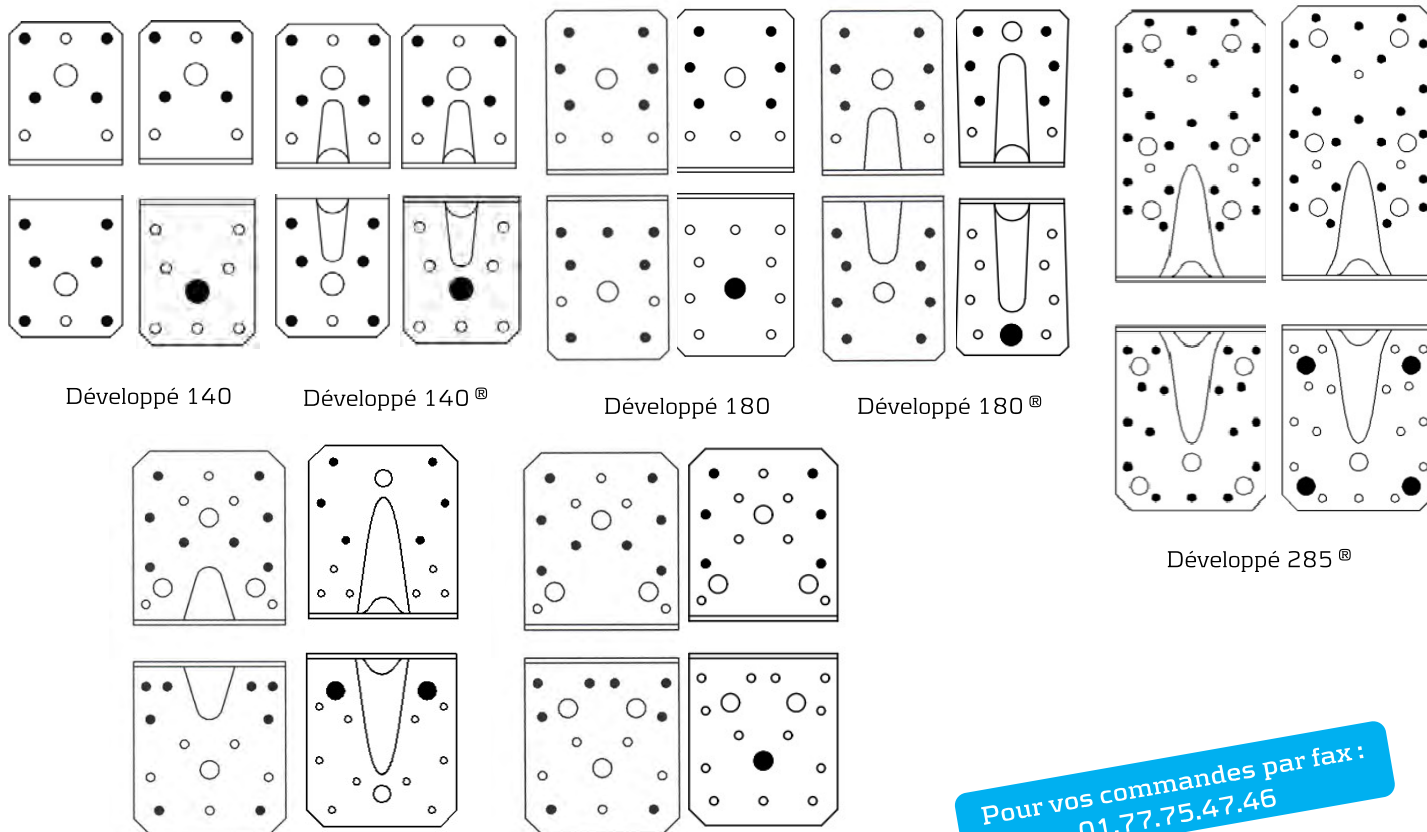 Développé 140
Développé 140 ®
Développé 180
Développé 180 ®
Développé 285 ®
Pour vos commandes par fax :
01.77.75.47.46